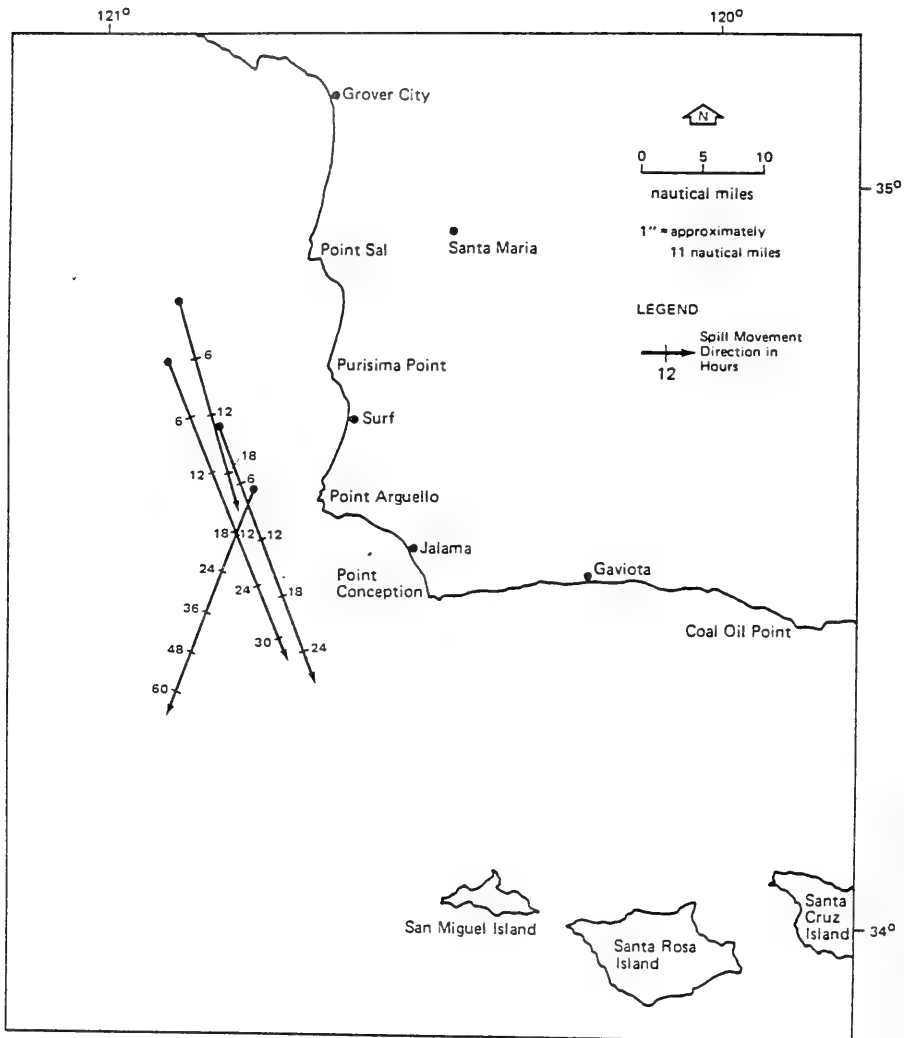 121°
120°
Grover City
N
0 5 10
nautical miles
35°
1" = approximately
11 nautical miles
Santa Maria
Point Sal
LEGEND
Spill Movement
Direction in
Hours
12
6
Purisima Point
6
12
Surf
18
12
6
Point Arguello
18
12
12
Jalama
Point
Conception
Gaviota
24
24
18
36
Coal Oil Point
30
24
48
60
San Miguel Island
Santa Rosa
Island
Santa
Cruz
Island
34°